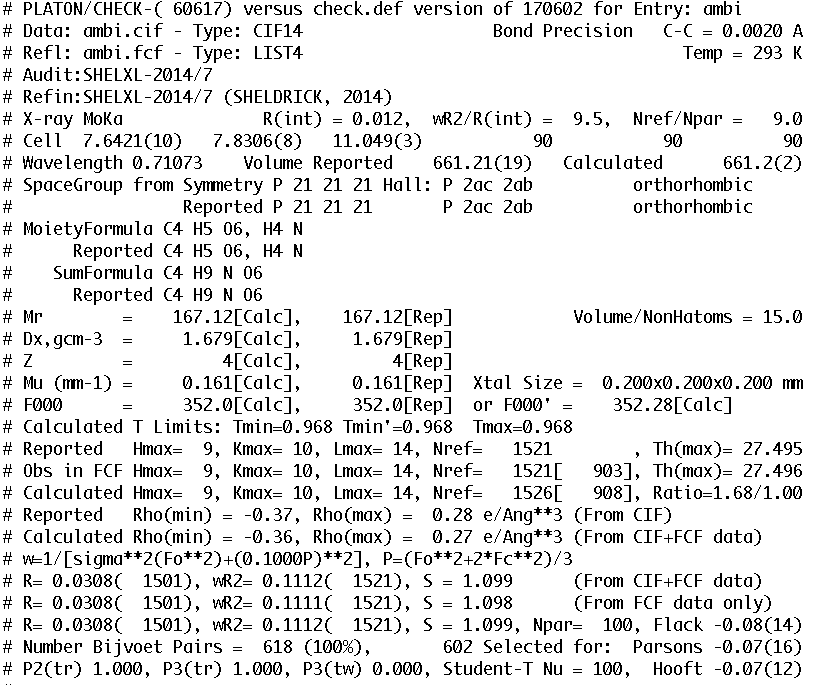 # PLATON/CHECK-( 60617) versus check.def version of 170602 for Entry: ambi
# Data: ambi.cif - Type: CIF14 Bond Precision C-C = 0.0020 A
# Refl: ambi.fcf - Type: LIST4 Temp = 293 K
# Audit:SHELXL-2014/7
# Refin:SHELXL-2014/7 (SHELDRICK, 2014)
# X-ray MoKa R(int) = 0.012, wR2/R(int) = 9.5, Nref/Npar = 9.0
# Cell 7.6421(10) 7.8306(8) 11.049(3) 90 90 90
# Wavelength 0.71073 Volume Reported 661.21(19) Calculated 661.2(2)
# SpaceGroup from Symmetry P 21 21 21 Hall: P 2ac 2ab orthorhombic
# Reported P 21 21 21 P 2ac 2ab orthorhombic
# MoietyFormula C4 H5 O6, H4 N
# Reported C4 H5 O6, H4 N
# SumFormula C4 H9 N O6
# Reported C4 H9 N O6
# Mr = 167.12[Calc], 167.12[Rep] Volume/NonHatoms = 15.0
# Dx,gcm-3 = 1.679[Calc], 1.679[Rep]
# Z = 4[Calc], 4[Rep]
# Mu (mm-1) = 0.161[Calc], 0.161[Rep] Xtal Size = 0.200x0.200x0.200 mm
# F000 = 352.0[Calc], 352.0[Rep] or F000' = 352.28[Calc]
# Calculated T Limits: Tmin=0.968 Tmin'=0.968 Tmax=0.968
# Reported Hmax= 9, Kmax= 10, Lmax= 14, Nref= 1521 , Th(max)= 27.495
# Obs in FCF Hmax= 9, Kmax= 10, Lmax= 14, Nref= 1521[ 903], Th(max)= 27.496
# Calculated Hmax= 9, Kmax= 10, Lmax= 14, Nref= 1526[ 908], Ratio=1.68/1.00
# Reported Rho(min) = -0.37, Rho(max) = 0.28 e/Ang**3 (From CIF)
# Calculated Rho(min) = -0.36, Rho(max) = 0.27 e/Ang**3 (From CIF+FCF data)
# w=1/[sigma**2(Fo**2)+(0.1000P)**2], P=(Fo**2+2*Fc**2)/3
# R= 0.0308( 1501), wR2= 0.1112( 1521), S = 1.099 (From CIF+FCF data)
# R= 0.0308( 1501), wR2= 0.1111( 1521), S = 1.098 (From FCF data only)
# R= 0.0308( 1501), wR2= 0.1112( 1521), S = 1.099, Npar= 100, Flack -0.08(14)
# Number Bijvoet Pairs = 618 (100%), 602 Selected for: Parsons -0.07(16)
# P2(tr) 1.000, P3(tr) 1.000, P3(tw) 0.000, Student-T Nu = 100, Hooft -0.07(12)